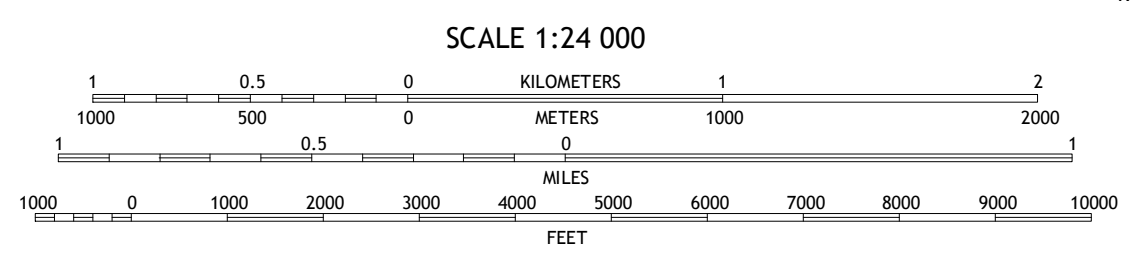 SCALE 1:24 000
1 0.5 0 KILOMETERS 1 2
1000 500 0 METERS 1000 2000
1 0.5 0 1
MILES
1000 0 1000 2000 3000 4000 5000 6000 7000 8000 9000 10000
FEET